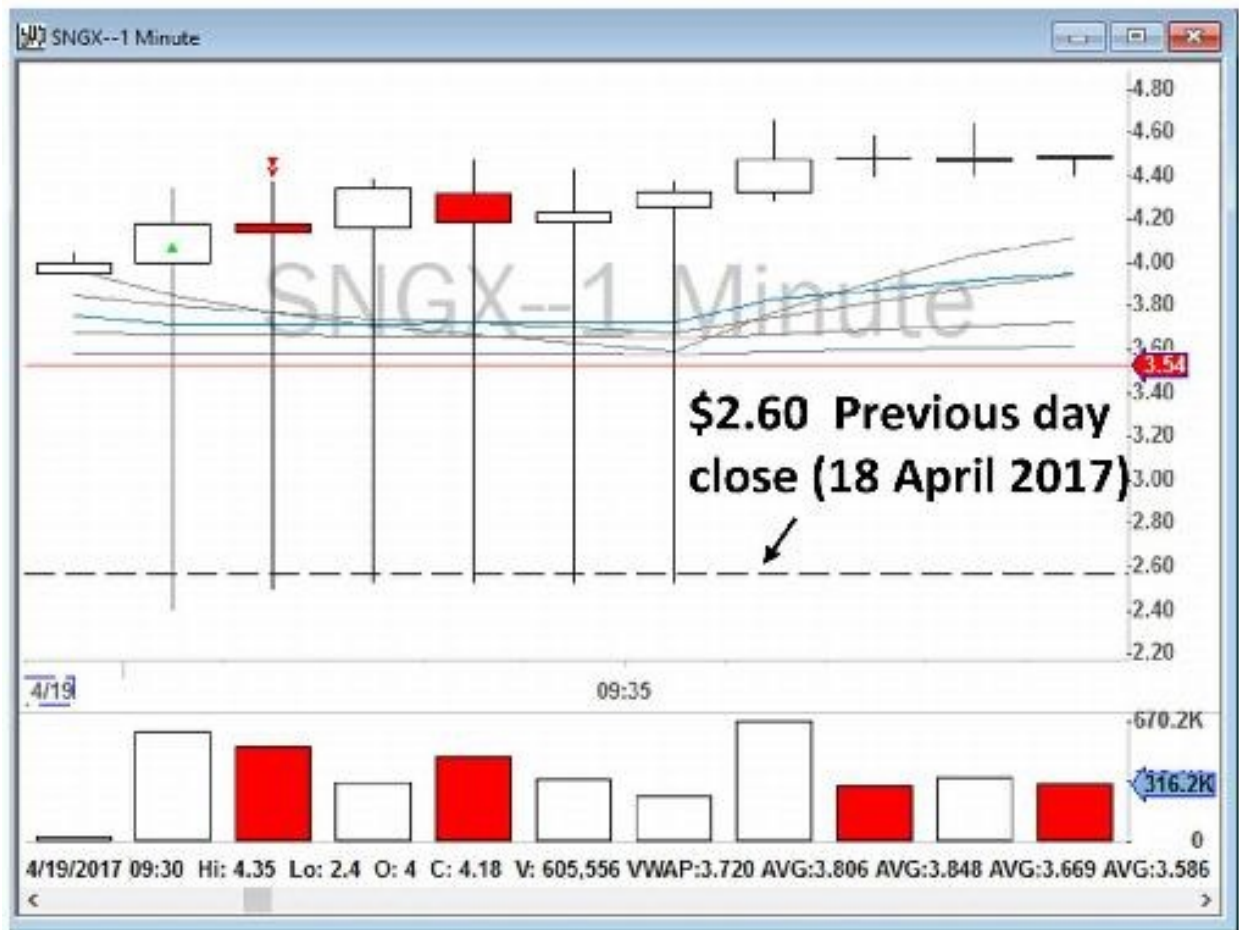 SNGX--1 Minute
4.80
4.60
4.40
4.20
4.00
SNGX--1 Minute
3.80
3.60
3.54
3.40
$2.60 Previous day
close (18 April 2017)
3.20
3.00
2.80
2.60
2.40
2.20
4/19
09:35
670.2K
316.2K
0
4/19/2017 09:30 Hi: 4.35 Lo: 2.4 O: 4 C: 4.18 V: 605,556 VWAP:3.720 AVG:3.806 AVG:3.848 AVG:3.669 AVG:3.586